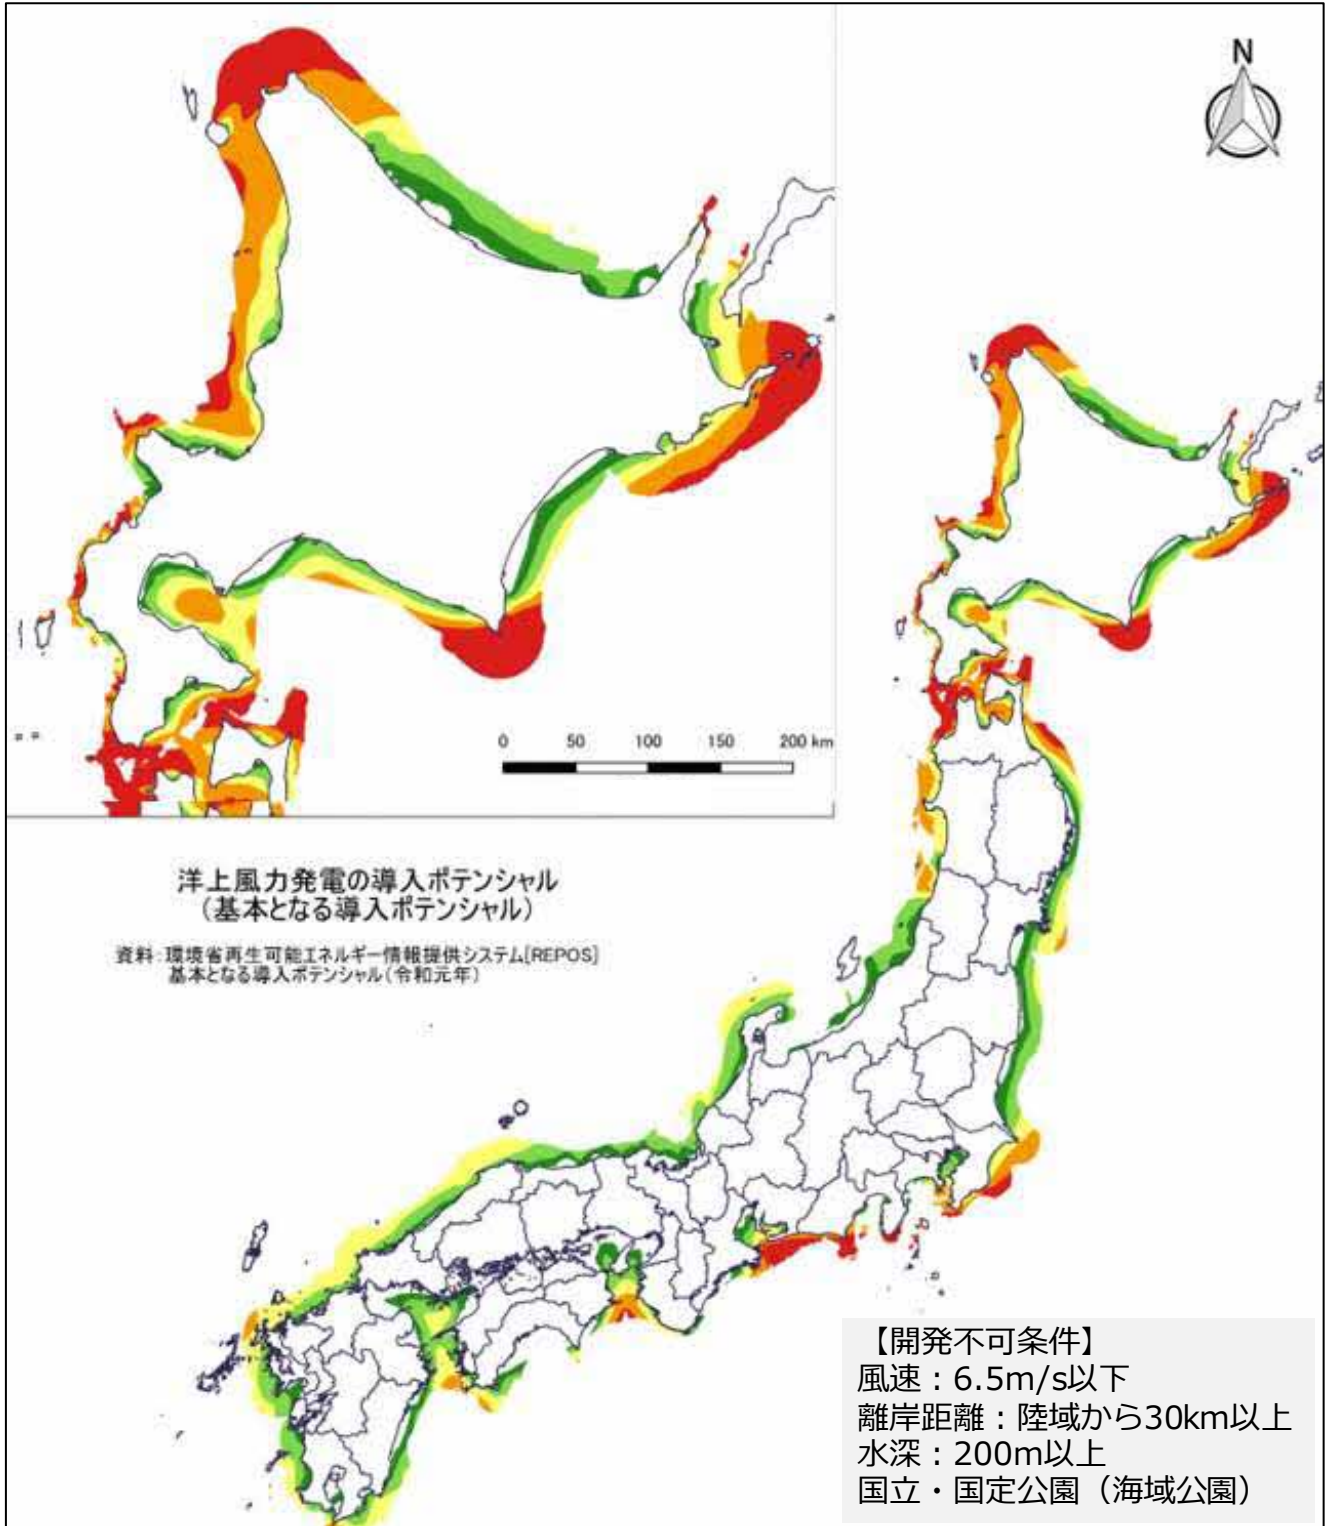 N
0 50 100 150 200 km
洋上風力発電の導入ポテンシャル
（基本となる導入ポテンシャル）
資料：環境省再生可能エネルギー情報提供システム[REPOS]
基本となる導入ポテンシャル（令和元年）
【開発不可条件】
風速：6.5m/s以下
離岸距離：陸域から30km以上
水深：200m以上
国立・国定公園（海域公園）